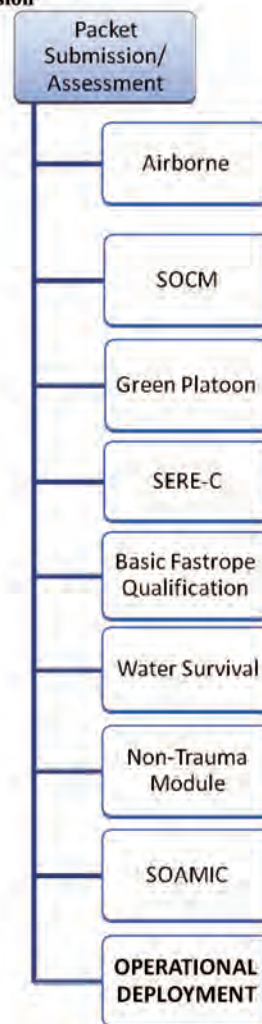 Packet
Submission/
Assessment
Airborne
SOCM
Green Platoon
SERE-C
Basic Fastrope
Qualification
Water Survival
Non-Trauma
Module
SOAMIC
OPERATIONAL
DEPLOYMENT